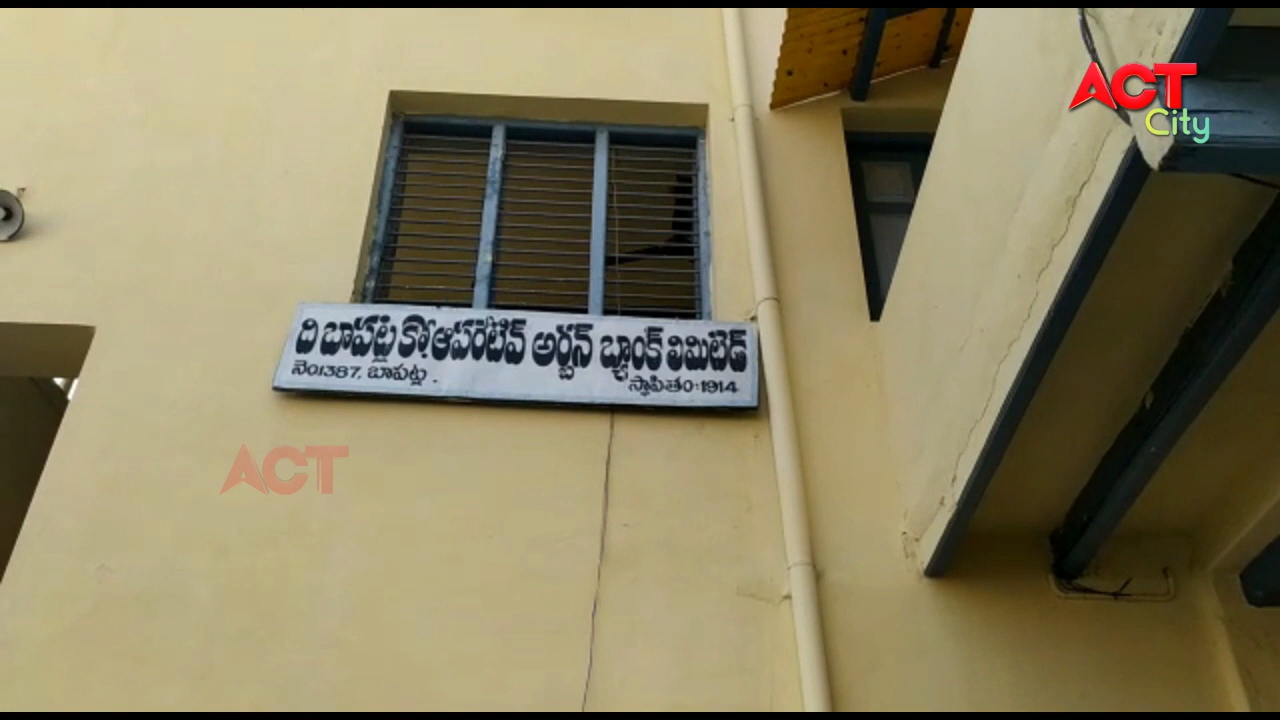 ACT
City
ది బాపట్ల కోఆపరేటివ్ అర్బన్ బ్యాంక్ లిమిటెడ్
నెం1387, బాపట్ల.
స్థాపితం:1914
ACT